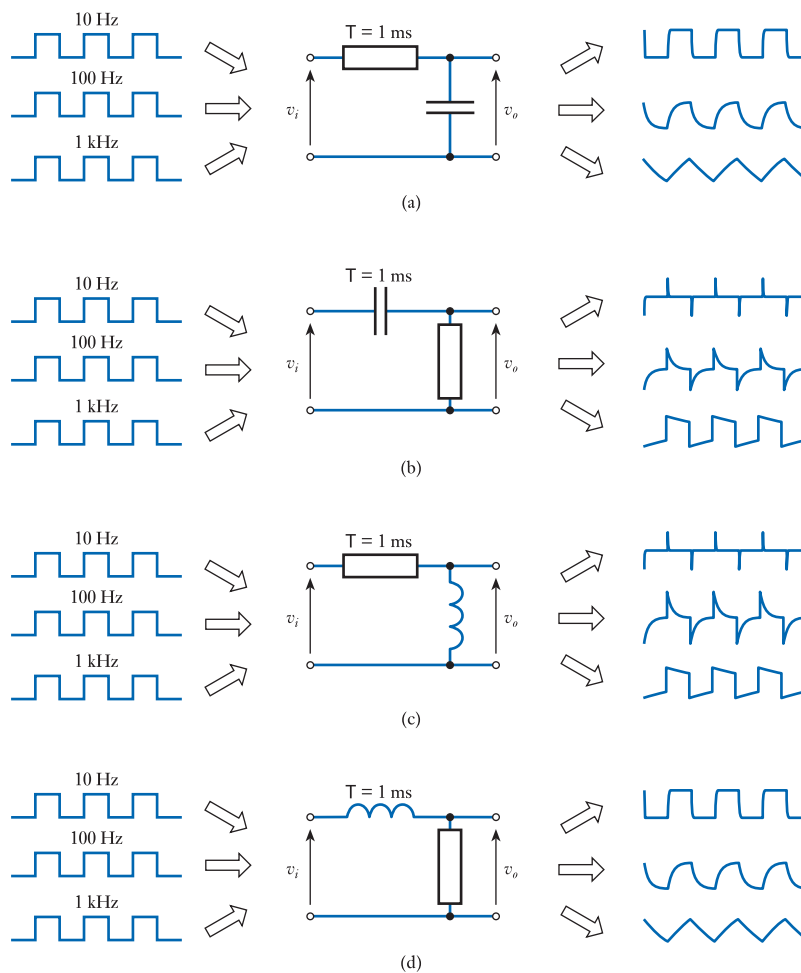 10 Hz
T = 1 ms
100 Hz
v_i
v_o
1 kHz
(a)
T = 1 ms
10 Hz
100 Hz
v_i
v_o
1 kHz
(b)
T = 1 ms
10 Hz
100 Hz
v_i
v_o
1 kHz
(c)
10 Hz
T = 1 ms
100 Hz
v_i
v_o
1 kHz
(d)